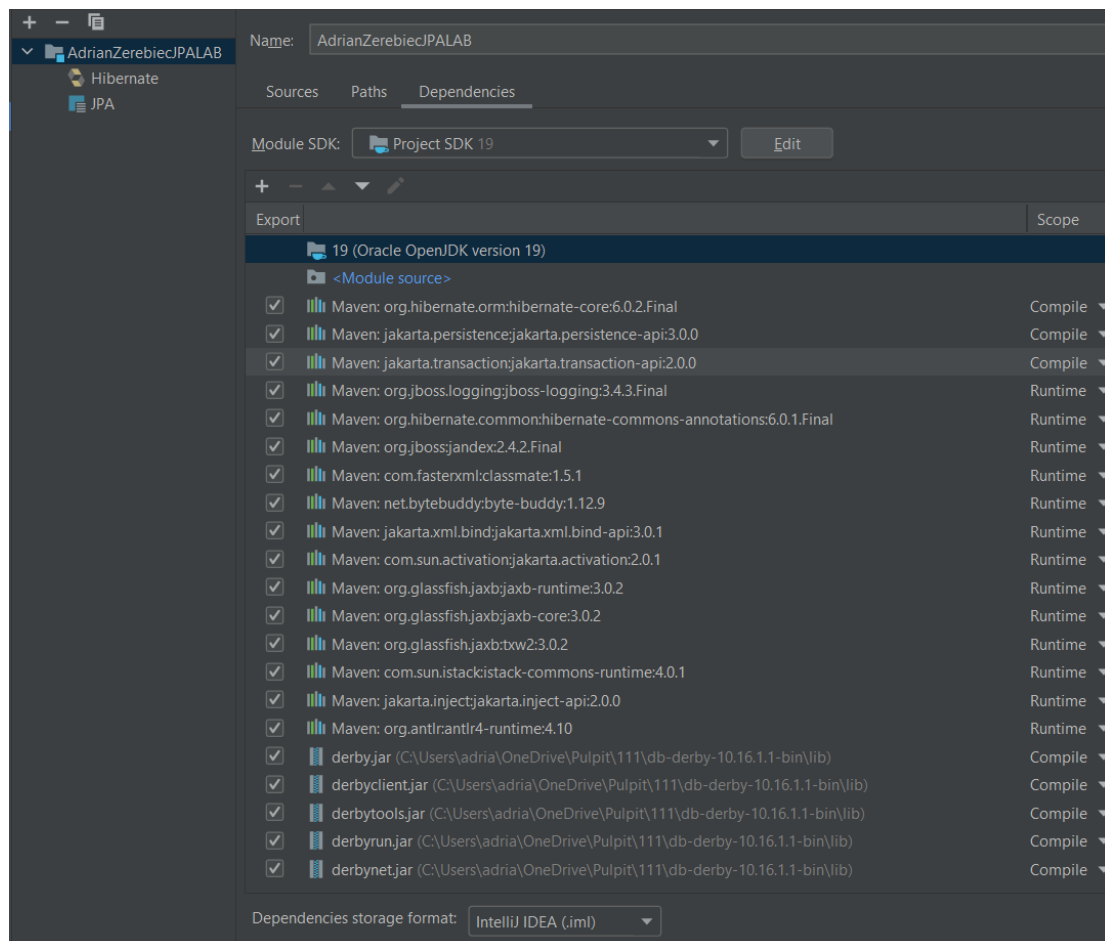 AdrianZerebiecJPALAB
Hibernate
JPA
Name: AdrianZerebiecJPALAB
Sources Paths Dependencies
Module SDK: Project SDK 19 Edit
Export Scope
19 (Oracle OpenJDK version 19)
<Module source>
Maven: org.hibernate.orm:hibernate-core:6.0.2.Final Compile
Maven: jakarta.persistence:jakarta.persistence-api:3.0.0 Compile
Maven: jakarta.transaction:jakarta.transaction-api:2.0.0 Compile
Maven: org.jboss.logging:jboss-logging:3.4.3.Final Runtime
Maven: org.hibernate.common:hibernate-commons-annotations:6.0.1.Final Runtime
Maven: org.jboss:jandex:2.4.2.Final Runtime
Maven: com.fasterxml:classmate:1.5.1 Runtime
Maven: net.bytebuddy:byte-buddy:1.12.9 Runtime
Maven: jakarta.xml.bind:jakarta.xml.bind-api:3.0.1 Runtime
Maven: com.sun.activation:jakarta.activation:2.0.1 Runtime
Maven: org.glassfish.jaxb:jaxb-runtime:3.0.2 Runtime
Maven: org.glassfish.jaxb:jaxb-core:3.0.2 Runtime
Maven: org.glassfish.jaxb:txw2:3.0.2 Runtime
Maven: com.sun.istack:istack-commons-runtime:4.0.1 Runtime
Maven: jakarta.inject:jakarta.inject-api:2.0.0 Runtime
Maven: org.antlr:antlr4-runtime:4.10 Runtime
derby.jar (C:\Users\adria\OneDrive\Pulpit\111\db-derby-10.16.1.1-bin\lib) Compile
derbyclient.jar (C:\Users\adria\OneDrive\Pulpit\111\db-derby-10.16.1.1-bin\lib) Compile
derbytools.jar (C:\Users\adria\OneDrive\Pulpit\111\db-derby-10.16.1.1-bin\lib) Compile
derbyrun.jar (C:\Users\adria\OneDrive\Pulpit\111\db-derby-10.16.1.1-bin\lib) Compile
derbynet.jar (C:\Users\adria\OneDrive\Pulpit\111\db-derby-10.16.1.1-bin\lib) Compile
Dependencies storage format: IntelliJ IDEA (.iml)